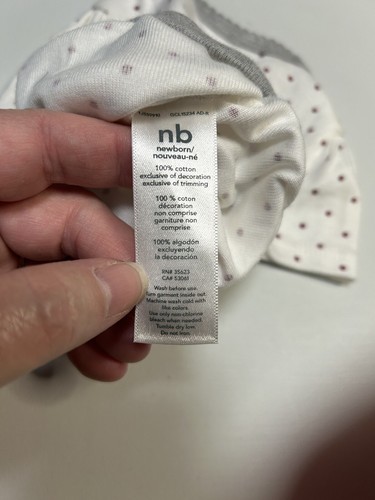 nb
newborn/
nouveau-né
100% cotton
exclusive of decoration
exclusive of trimming
100 % coton
décoration
non comprise
garniture non
comprise
100% algodón
excluyendo
la decoración
RN# 35623
CA# 53061
Wash before use
turn garment inside out.
Machine wash cold with
like colors.
Use only non-chlorine
bleach when needed.
Tumble dry low.
Do not iron.